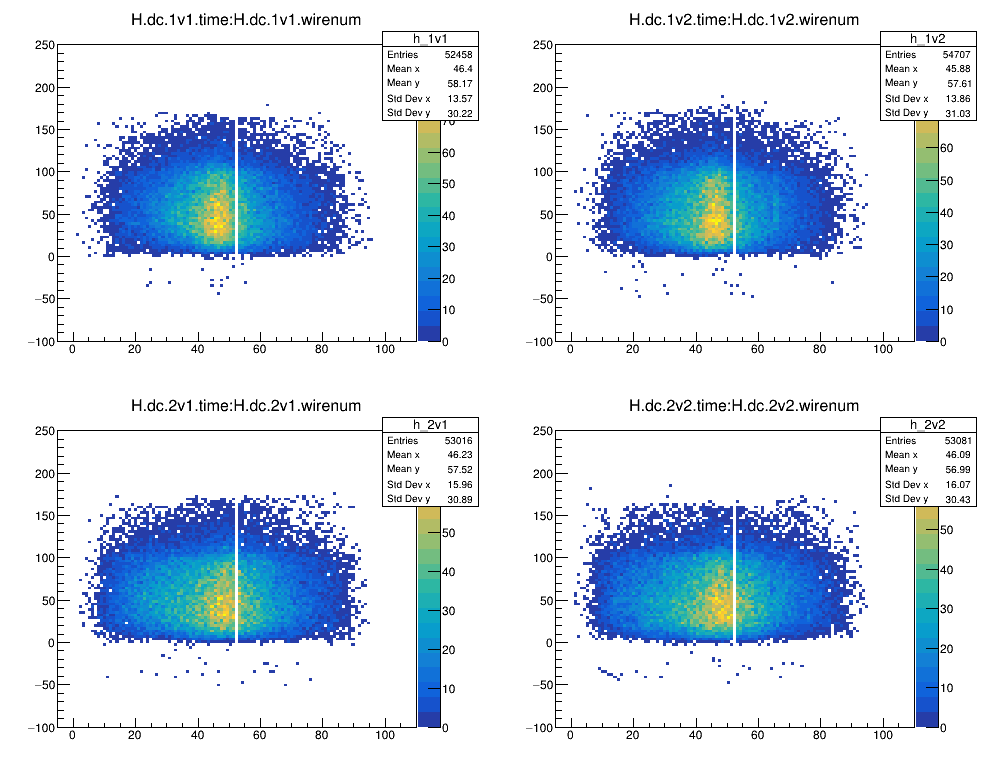 H.dc.1v1.time:H.dc.1v1.wirenum
h_1v1
Entries 52458
Mean x 46.4
Mean y 58.17
Std Dev x 13.57
Std Dev y 30.22
250
200
150
100
50
0
−50
−100
0 20 40 60 80 100
70
60
50
40
30
20
10
0
H.dc.1v2.time:H.dc.1v2.wirenum
h_1v2
Entries 54707
Mean x 45.88
Mean y 57.61
Std Dev x 13.86
Std Dev y 31.03
250
200
150
100
50
0
−50
−100
0 20 40 60 80 100
60
50
40
30
20
10
0
H.dc.2v1.time:H.dc.2v1.wirenum
h_2v1
Entries 53016
Mean x 46.23
Mean y 57.52
Std Dev x 15.96
Std Dev y 30.89
250
200
150
100
50
0
−50
−100
0 20 40 60 80 100
50
40
30
20
10
0
H.dc.2v2.time:H.dc.2v2.wirenum
h_2v2
Entries 53081
Mean x 46.09
Mean y 56.99
Std Dev x 16.07
Std Dev y 30.43
250
200
150
100
50
0
−50
−100
0 20 40 60 80 100
50
40
30
20
10
0